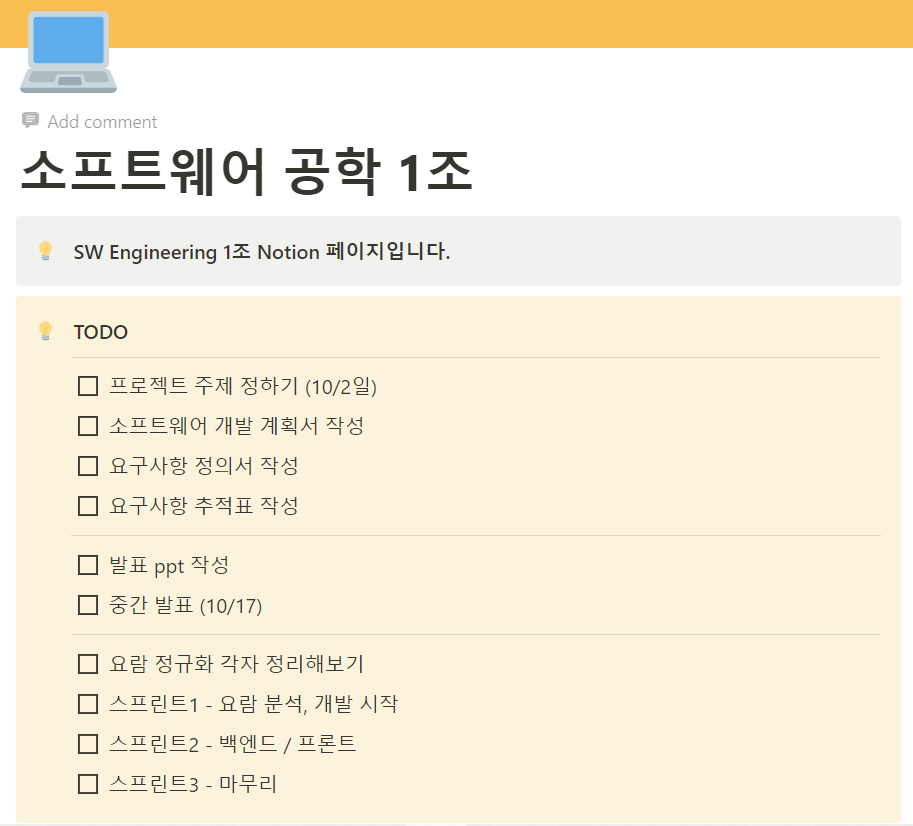 Add comment
소프트웨어 공학 1조
SW Engineering 1조 Notion 페이지입니다.
TODO
프로젝트 주제 정하기 (10/2일)
소프트웨어 개발 계획서 작성
요구사항 정의서 작성
요구사항 추적표 작성
발표 ppt 작성
중간 발표 (10/17)
요람 정규화 각자 정리해보기
스프린트1 - 요람 분석, 개발 시작
스프린트2 - 백엔드 / 프론트
스프린트3 - 마무리